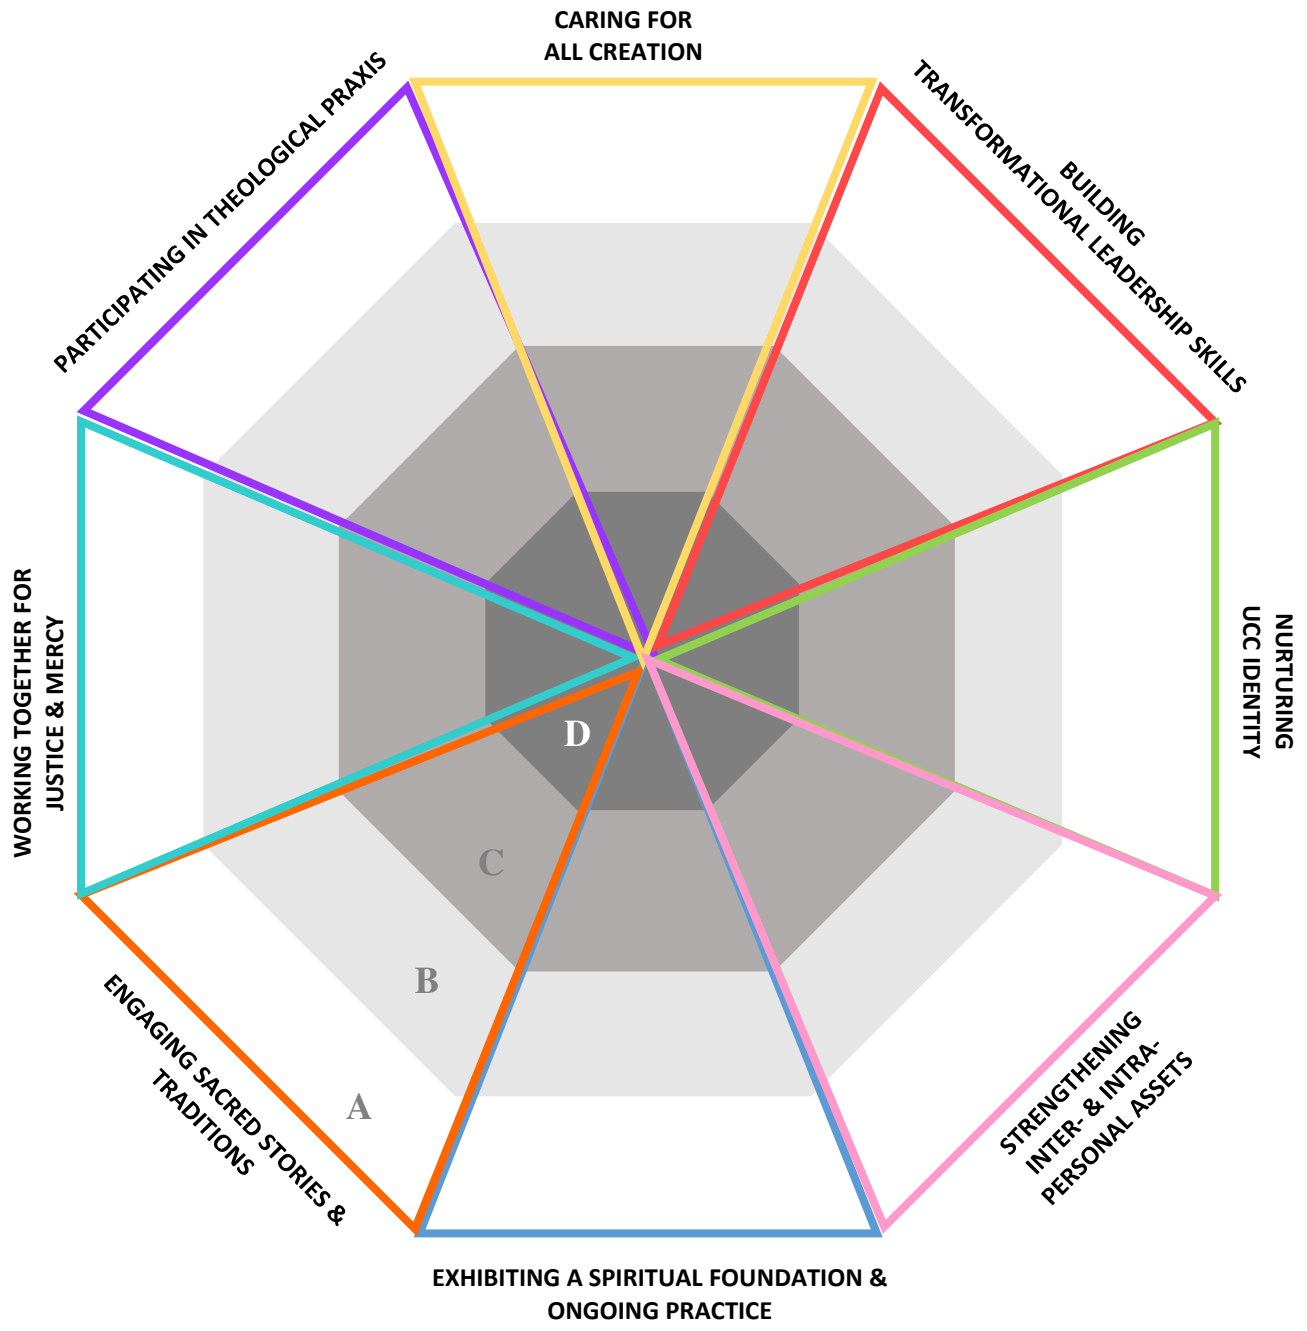 CARING FOR
ALL CREATION
BUILDING
TRANSFORMATIONAL LEADERSHIP SKILLS
NURTURING
UCC IDENTITY
STRENGTHENING
INTER- & INTRA-
PERSONAL ASSETS
EXHIBITING A SPIRITUAL FOUNDATION &
ONGOING PRACTICE
ENGAGING SACRED STORIES &
TRADITIONS
WORKING TOGETHER FOR
JUSTICE & MERCY
PARTICIPATING IN THEOLOGICAL PRAXIS
D
C
B
A